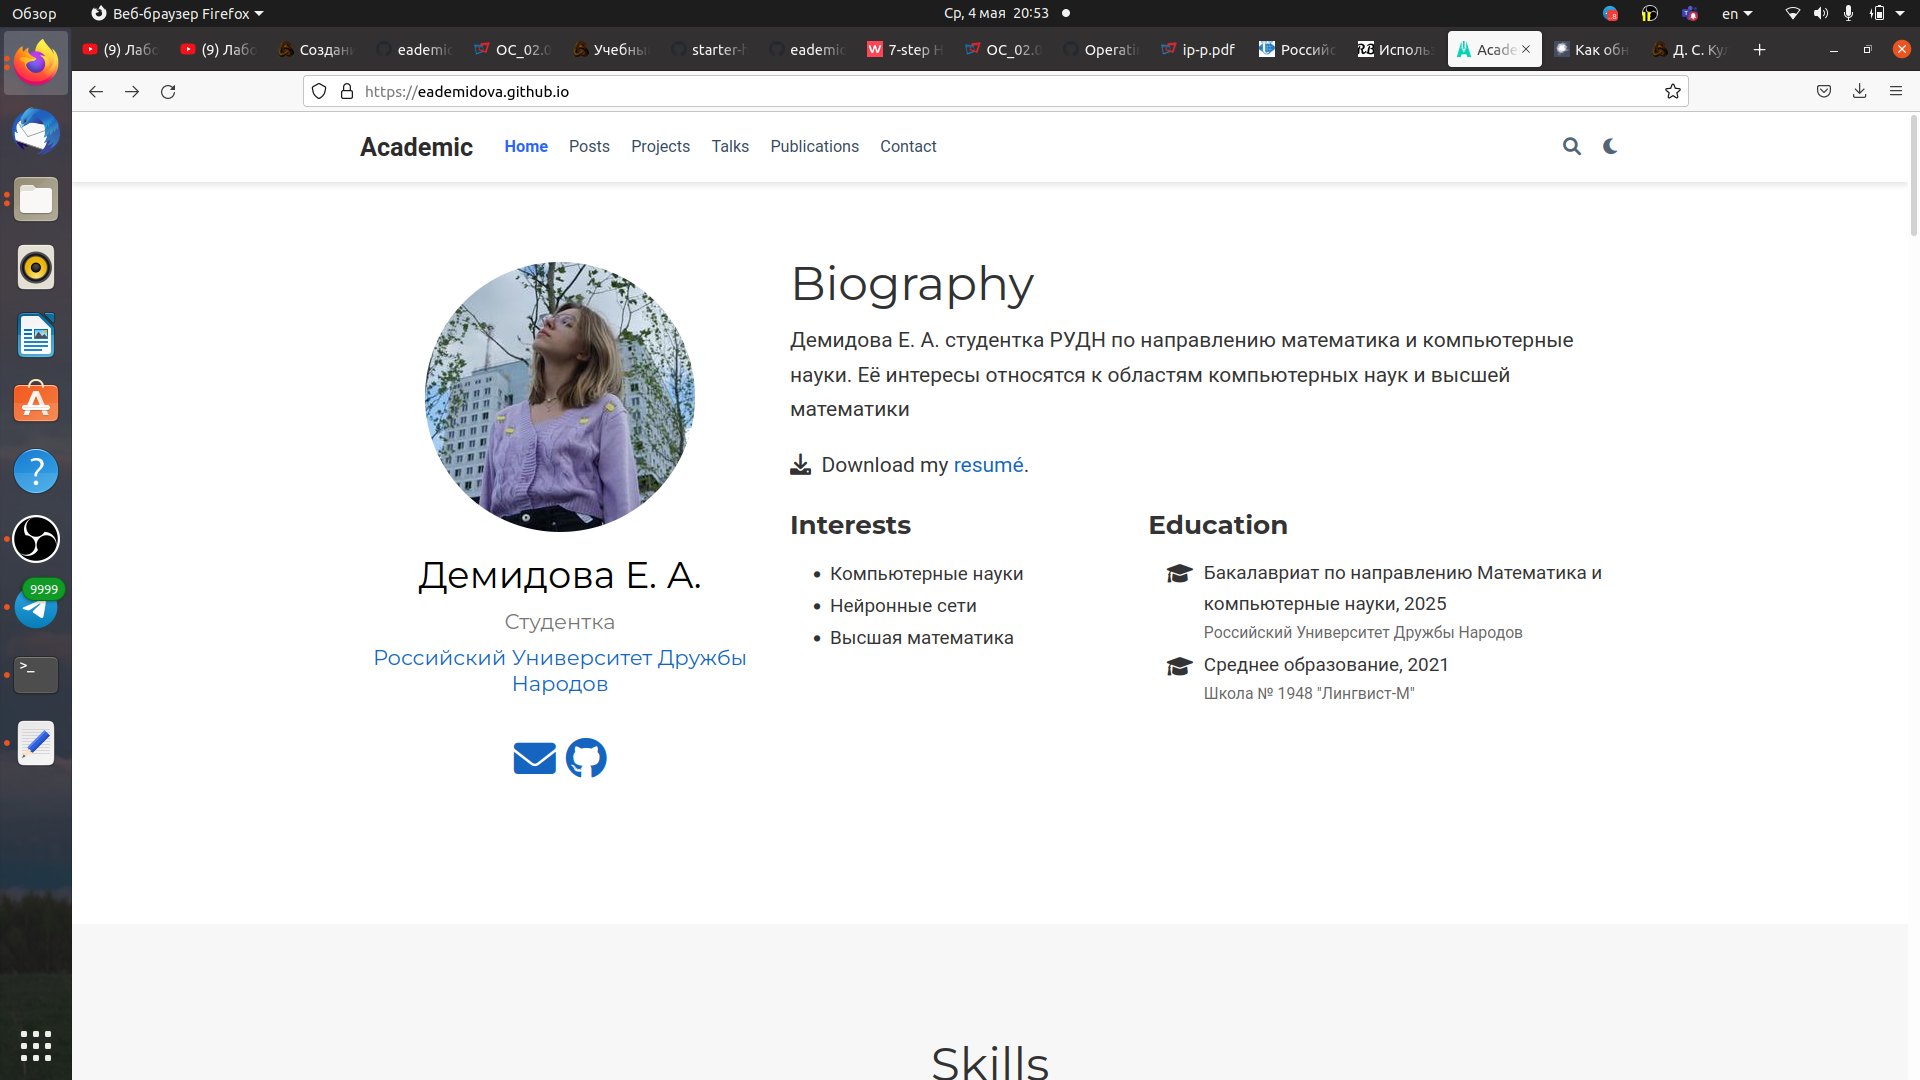 Обзор
Веб-браузер Firefox
Ср, 4 мая 20:53
en
(9) Лабо
(9) Лабо
Создани
eademic
ОС_02.0
Учебны
starter-h
eademic
7-step H
ОС_02.0
Operatin
ip-p.pdf
Российс
Исполь
Acade
Как обн
Д. С. Кул
https://eademidova.github.io
Academic
Home
Posts
Projects
Talks
Publications
Contact
Biography
Демидова Е. А. студентка РУДН по направлению математика и компьютерные
науки. Её интересы относятся к областям компьютерных наук и высшей
математики
Download my resumé.
Interests
Компьютерные науки
Нейронные сети
Высшая математика
Education
Бакалавриат по направлению Математика и
компьютерные науки, 2025
Российский Университет Дружбы Народов
Среднее образование, 2021
Школа № 1948 "Лингвист-М"
Демидова Е. А.
Студентка
Российский Университет Дружбы
Народов
9999
Skills